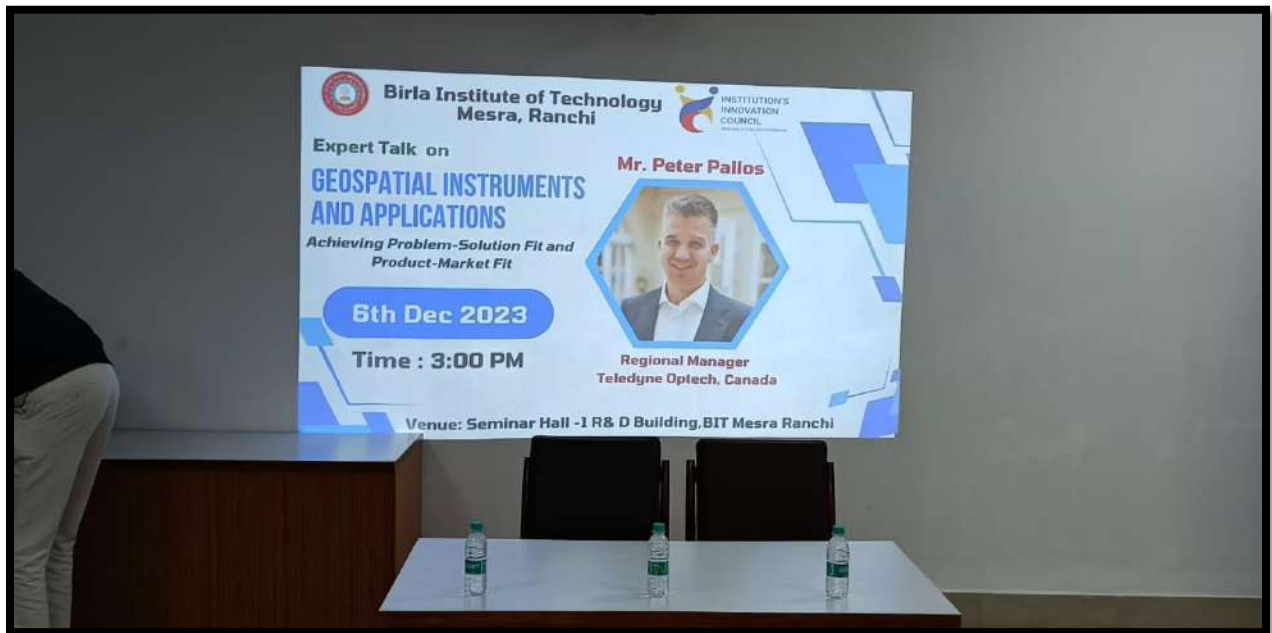 Birla Institute of Technology
Mesra, Ranchi
INSTITUTION'S
INNOVATION
COUNCIL
Expert Talk on
GEOSPATIAL INSTRUMENTS
AND APPLICATIONS
Achieving Problem-Solution Fit and
Product-Market Fit
6th Dec 2023
Time : 3:00 PM
Mr. Peter Pallos
Regional Manager
Teledyne Optech, Canada
Venue: Seminar Hall -1 R& D Building,BIT Mesra Ranchi